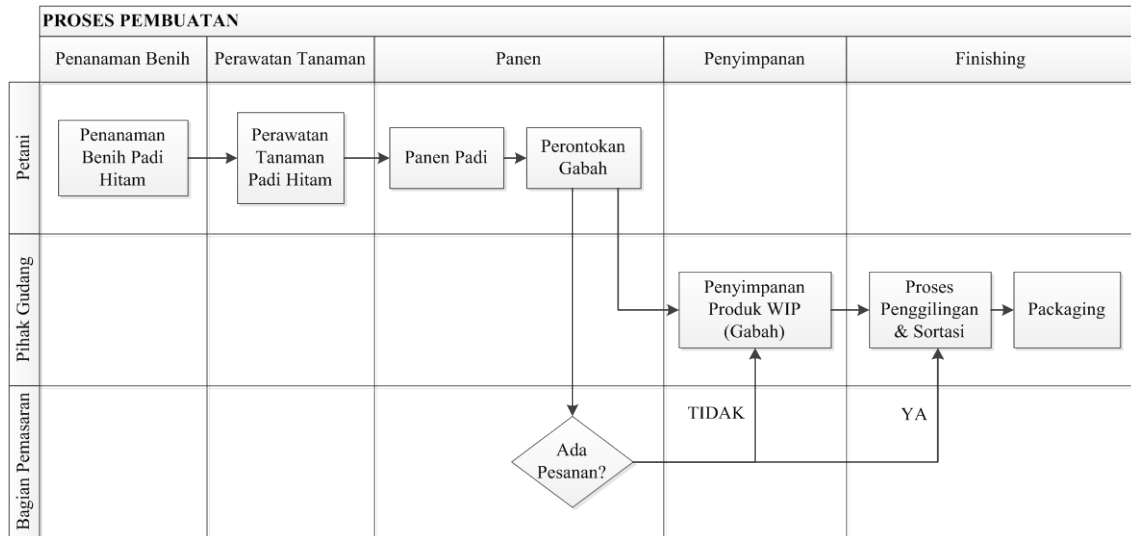 PROSES PEMBUATAN
Penanaman Benih
Perawatan Tanaman
Panen
Penyimpanan
Finishing
Petani
Penanaman
Benih Padi
Hitam
Perawatan
Tanaman
Padi Hitam
Panen Padi
Perontokan
Gabah
Pihak Gudang
Penyimpanan
Produk WIP
(Gabah)
Proses
Penggilingan
& Sortasi
Packaging
Bagian Pemasaran
Ada
Pesanan?
TIDAK
YA